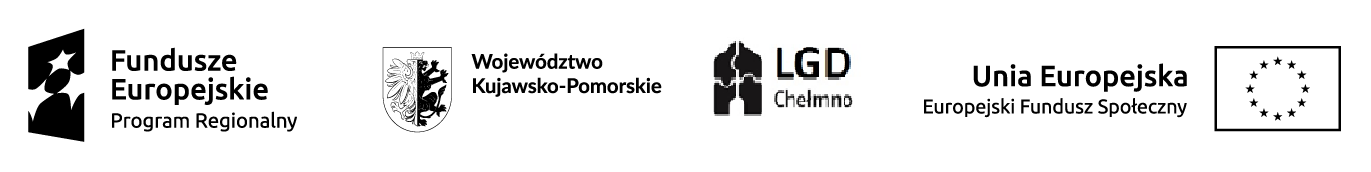 Fundusze
Europejskie
Program Regionalny
Województwo
Kujawsko-Pomorskie
LGD
Chełmno
Unia Europejska
Europejski Fundusz Społeczny